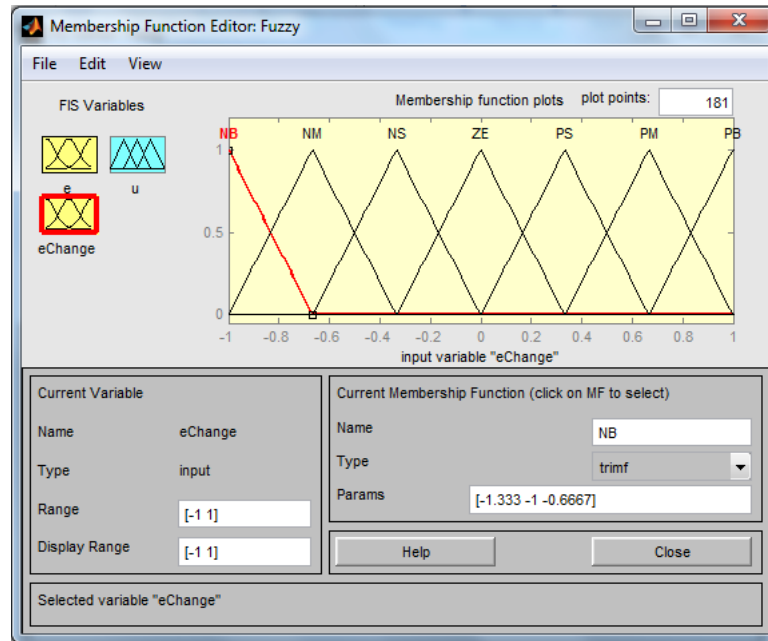 Membership Function Editor: Fuzzy
File Edit View
FIS Variables
e
u
eChange
Membership function plots
plot points:
181
NB NM NS ZE PS PM PB
1
0.5
0
-1 -0.8 -0.6 -0.4 -0.2 0 0.2 0.4 0.6 0.8 1
input variable "eChange"
Current Variable
Name eChange
Type input
Range [-1 1]
Display Range [-1 1]
Current Membership Function (click on MF to select)
Name NB
Type trimf
Params [-1.333 -1 -0.6667]
Help Close
Selected variable "eChange"